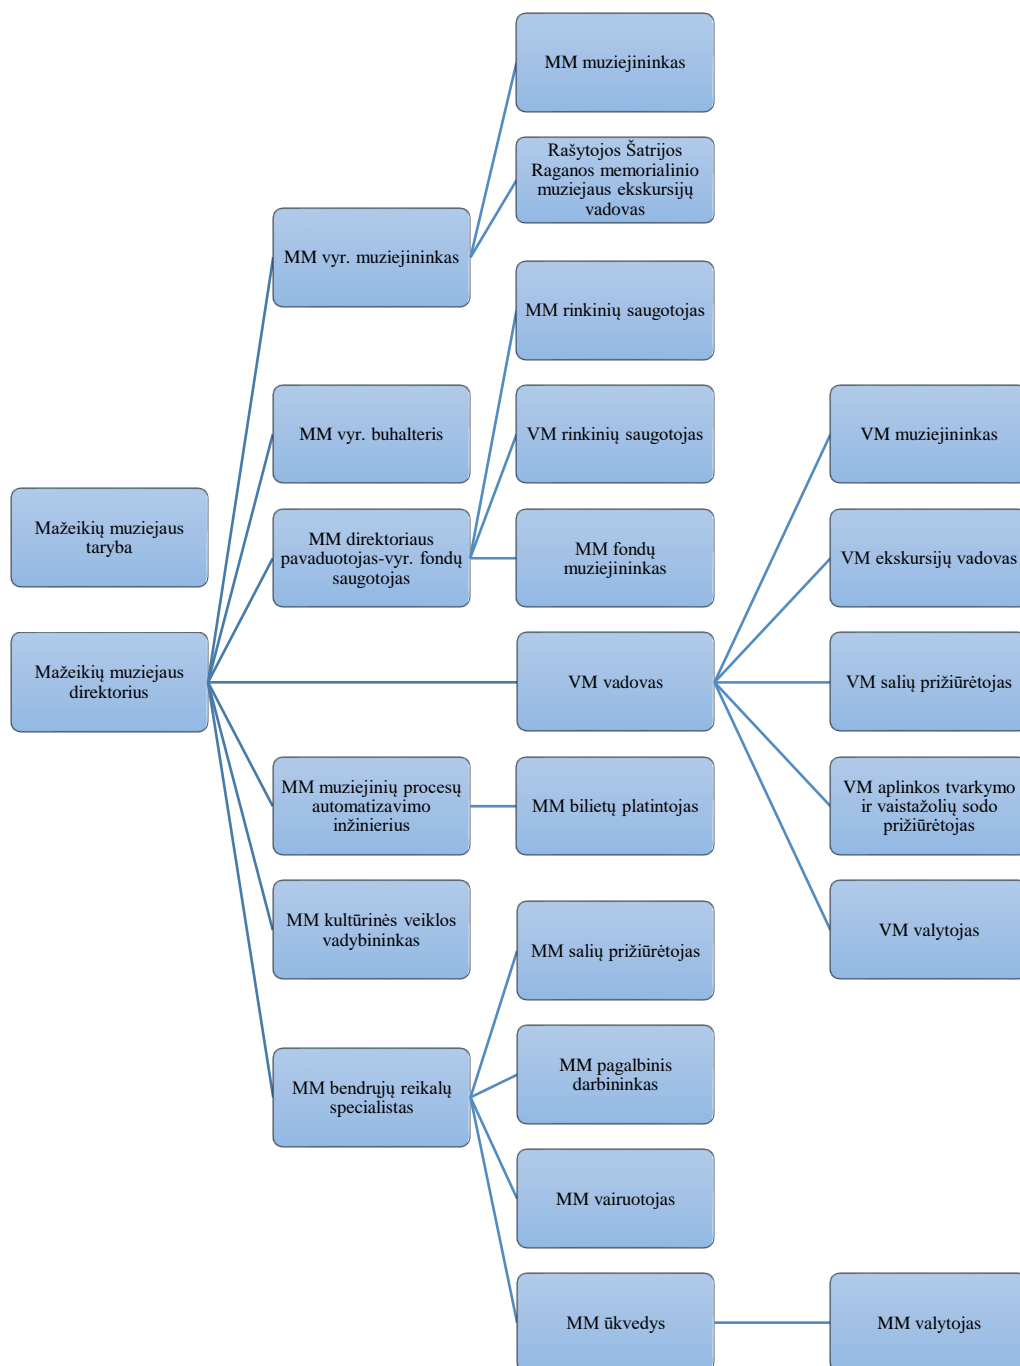 MM muziejininkas
Rašytojos Šatrijos
Raganos memorialinio
muziejaus ekskursijų
vadovas
MM vyr. muziejininkas
MM rinkinių saugotojas
MM vyr. buhalteris
VM rinkinių saugotojas
VM muziejininkas
Mažeikių muziejaus
taryba
MM direktoriaus
pavaduotojas-vyr. fondų
saugotojas
MM fondų
muziejininkas
VM ekskursijų vadovas
Mažeikių muziejaus
direktorius
VM vadovas
VM salių prižiūrėtojas
MM muziejinių procesų
automatizavimo
inžinierius
MM bilietų platintojas
VM aplinkos tvarkymo
ir vaistažolių sodo
prižiūrėtojas
MM kultūrinės veiklos
vadybininkas
MM salių prižiūrėtojas
VM valytojas
MM bendrųjų reikalų
specialistas
MM pagalbinis
darbininkas
MM vairuotojas
MM ūkvedys
MM valytojas